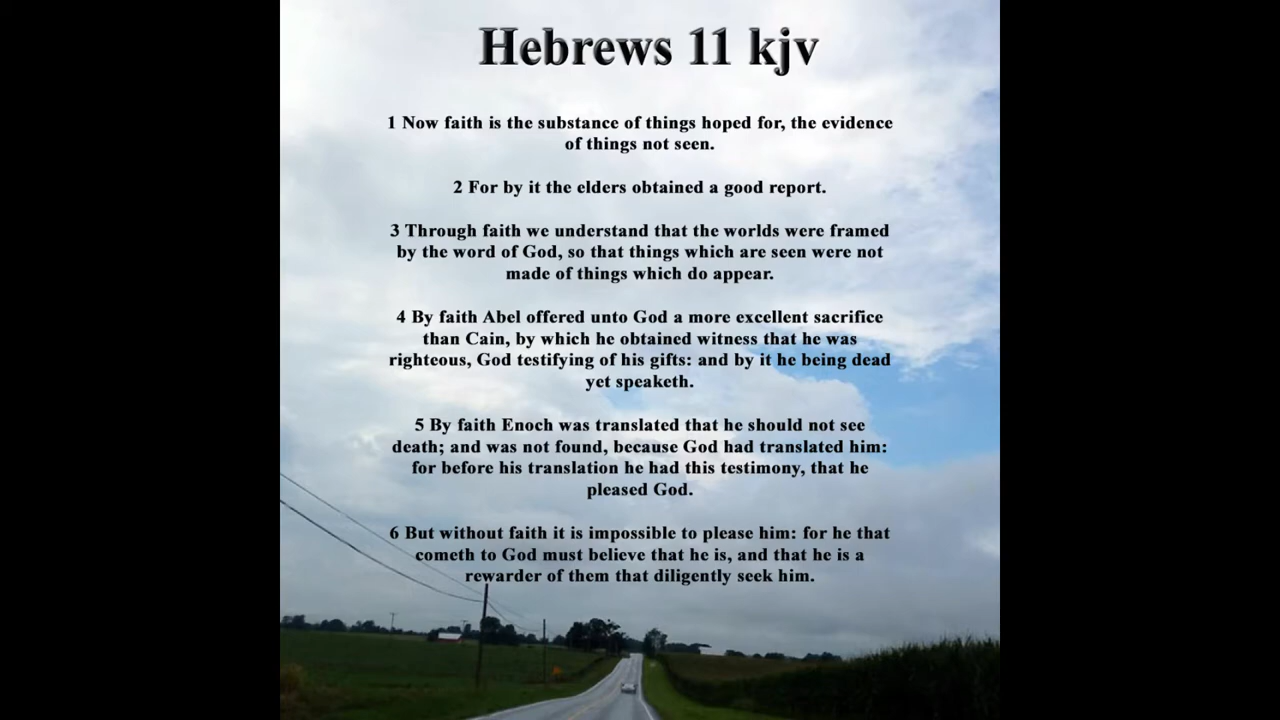 Hebrews 11 kjv
1 Now faith is the substance of things hoped for, the evidence
of things not seen.
2 For by it the elders obtained a good report.
3 Through faith we understand that the worlds were framed
by the word of God, so that things which are seen were not
made of things which do appear.
4 By faith Abel offered unto God a more excellent sacrifice
than Cain, by which he obtained witness that he was
righteous, God testifying of his gifts: and by it he being dead
yet speaketh.
5 By faith Enoch was translated that he should not see
death; and was not found, because God had translated him:
for before his translation he had this testimony, that he
pleased God.
6 But without faith it is impossible to please him: for he that
cometh to God must believe that he is, and that he is a
rewarder of them that diligently seek him.